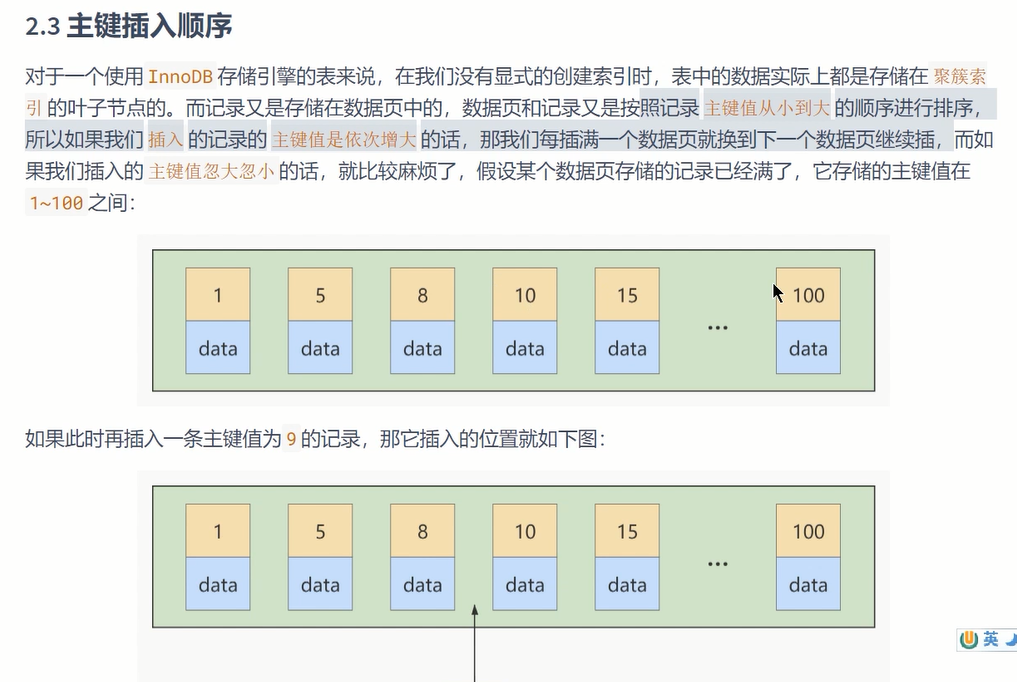 2.3 主键插入顺序
对于一个使用 InnoDB 存储引擎的表来说，在我们没有显式的创建索引时，表中的数据实际上都是存储在 聚簇索
引 的叶子节点的。而记录又是存储在数据页中的，数据页和记录又是按照记录 主键值从小到大 的顺序进行排序，
所以如果我们 插入 的记录的 主键值是依次增大 的话，那我们每插满一个数据页就换到下一个数据页继续插，而如
果我们插入的 主键值忽大忽小 的话，就比较麻烦了，假设某个数据页存储的记录已经满了，它存储的主键值在
1~100 之间：
1 5 8 10 15 100
data data data data data ... data
如果此时再插入一条主键值为 9 的记录，那它插入的位置就如下图：
1 5 8 10 15 100
data data data data data ... data
英